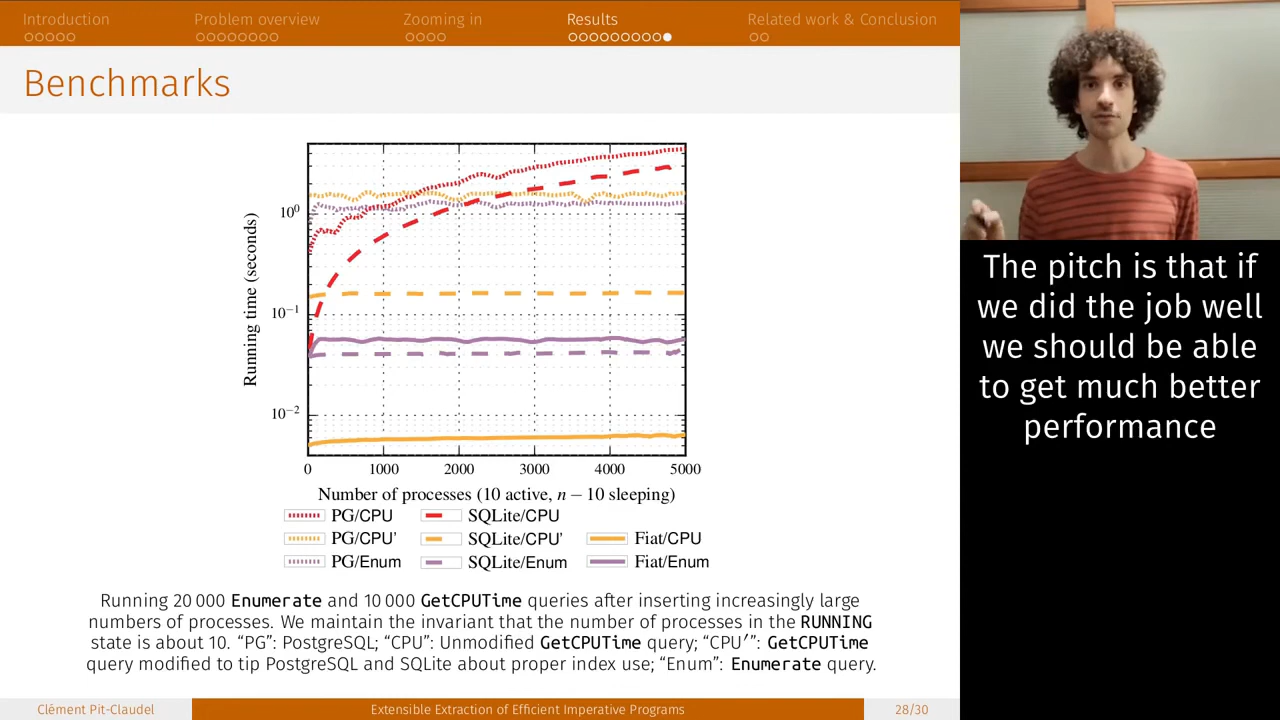 Introduction Problem overview Zooming in Results Related work & Conclusion
Benchmarks
10⁰
10⁻¹
10⁻²
Running time (seconds)
0 1000 2000 3000 4000 5000
Number of processes (10 active, n − 10 sleeping)
PG/CPU SQLite/CPU
PG/CPU' SQLite/CPU' Fiat/CPU
PG/Enum SQLite/Enum Fiat/Enum
Running 20 000 Enumerate and 10 000 GetCPUTime queries after inserting increasingly large
numbers of processes. We maintain the invariant that the number of processes in the RUNNING
state is about 10. “PG”: PostgreSQL; “CPU”: Unmodified GetCPUTime query; “CPU′”: GetCPUTime
query modified to tip PostgreSQL and SQLite about proper index use; “Enum”: Enumerate query.
Clément Pit-Claudel Extensible Extraction of Efficient Imperative Programs 28/30
The pitch is that if
we did the job well
we should be able
to get much better
performance